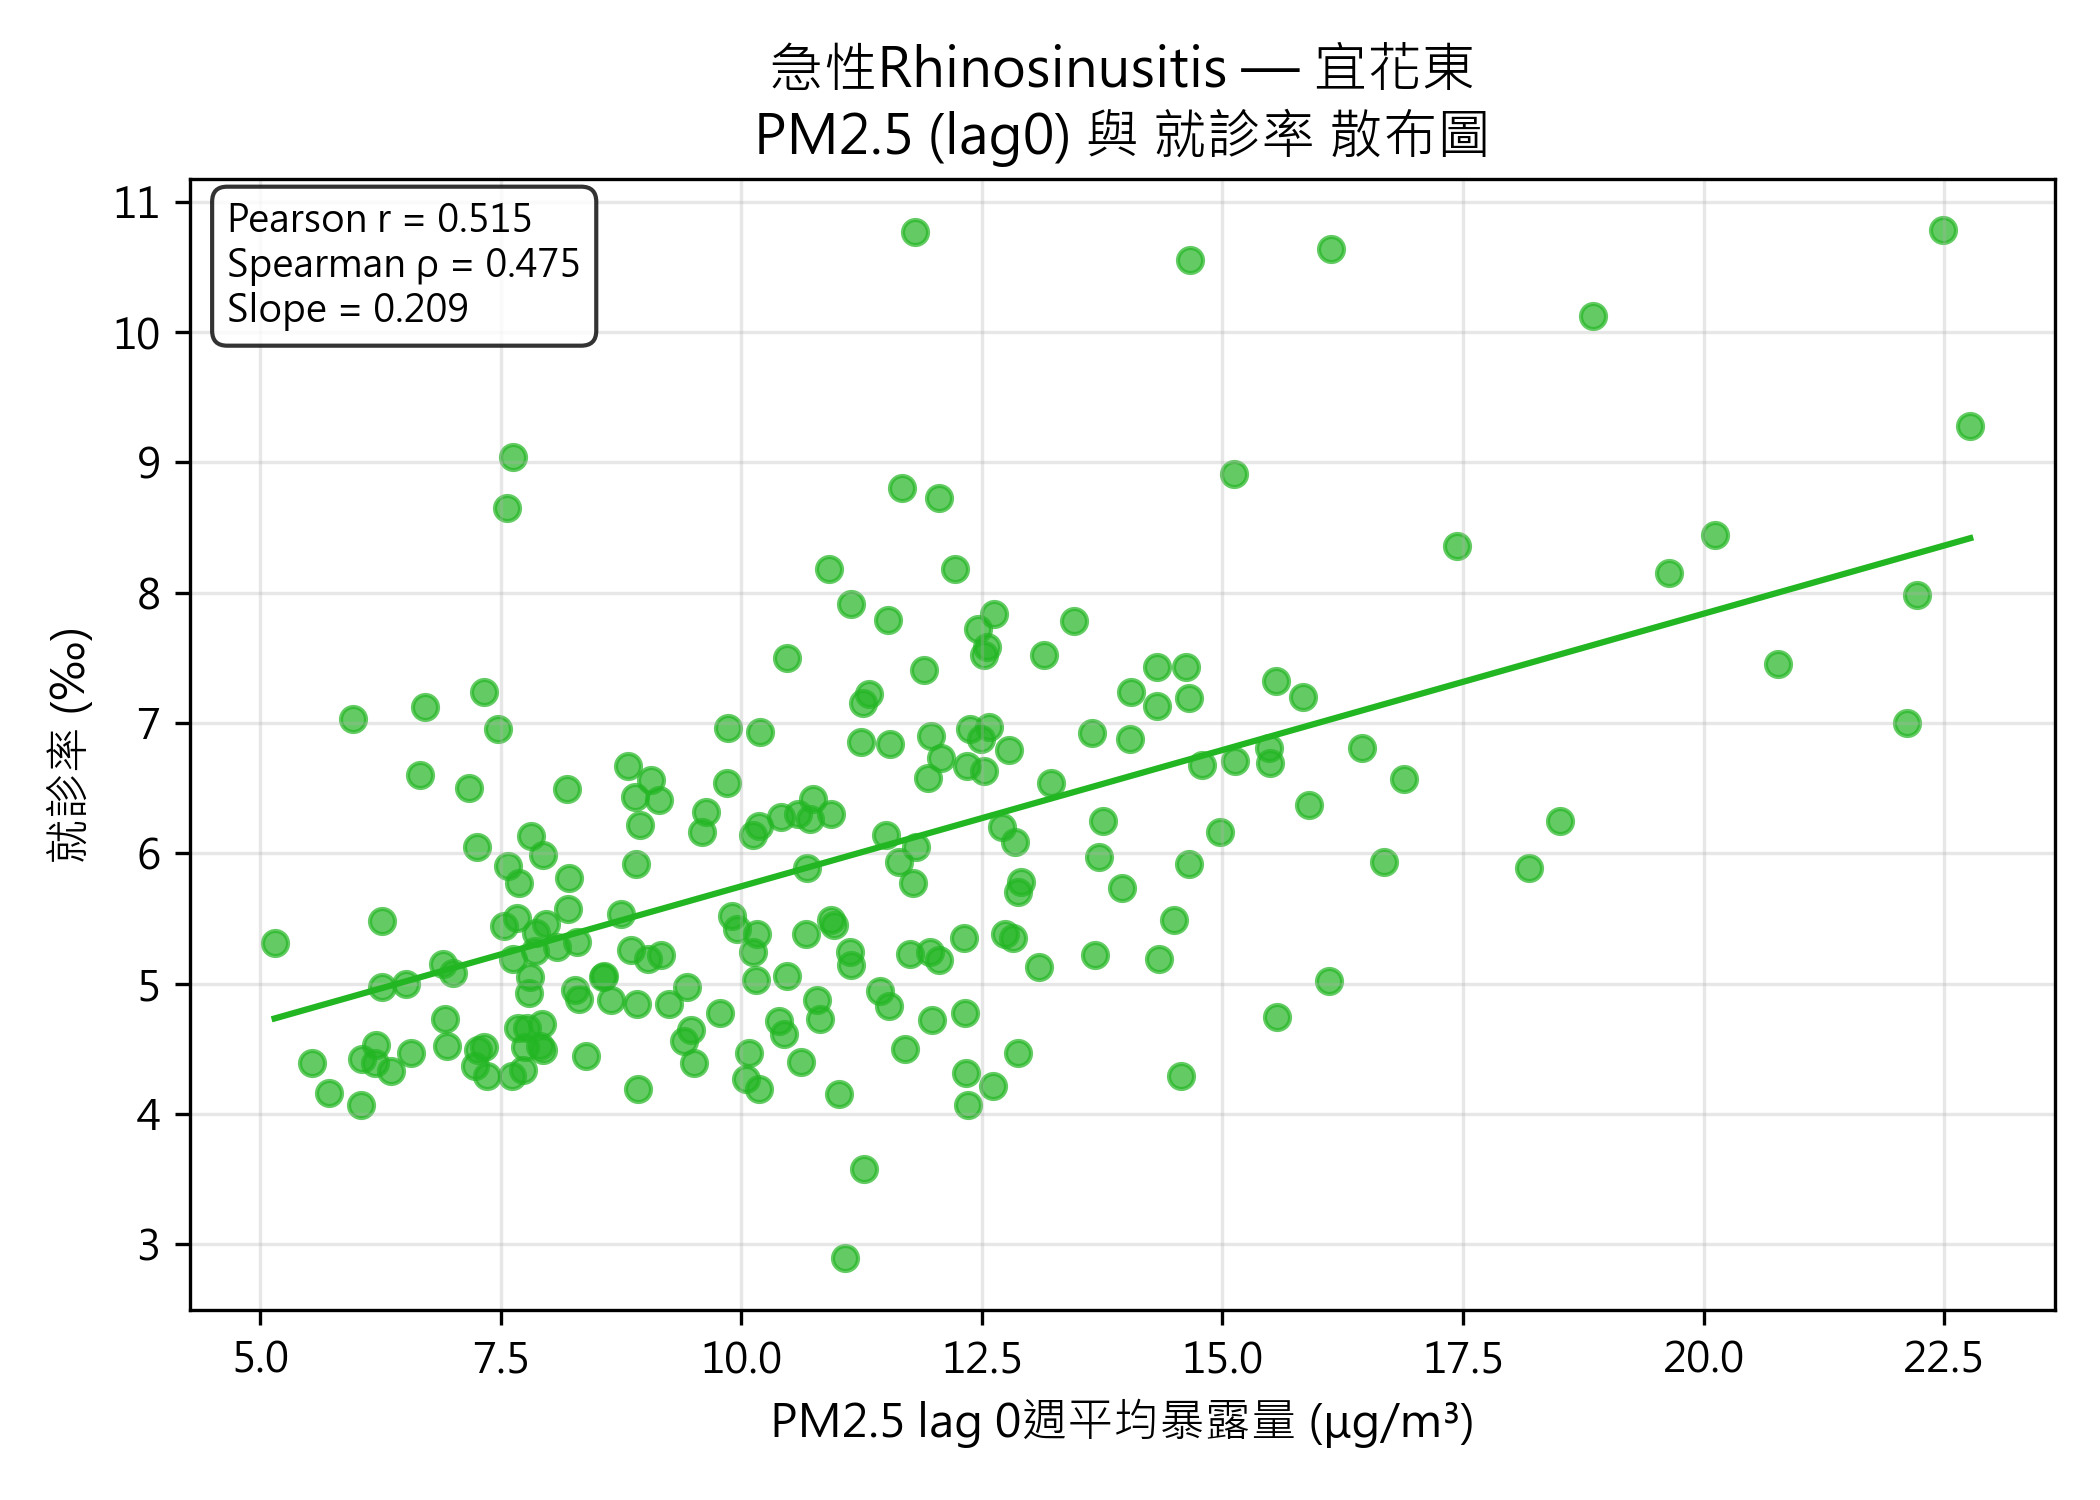 急性Rhinosinusitis — 宜花東
PM2.5 (lag0) 與 就診率 散布圖
Pearson r = 0.515
Spearman ρ = 0.475
Slope = 0.209
11
10
9
8
7
6
5
4
3
就診率 (‰)
5.0 7.5 10.0 12.5 15.0 17.5 20.0 22.5
PM2.5 lag 0週平均暴露量 (μg/m³)